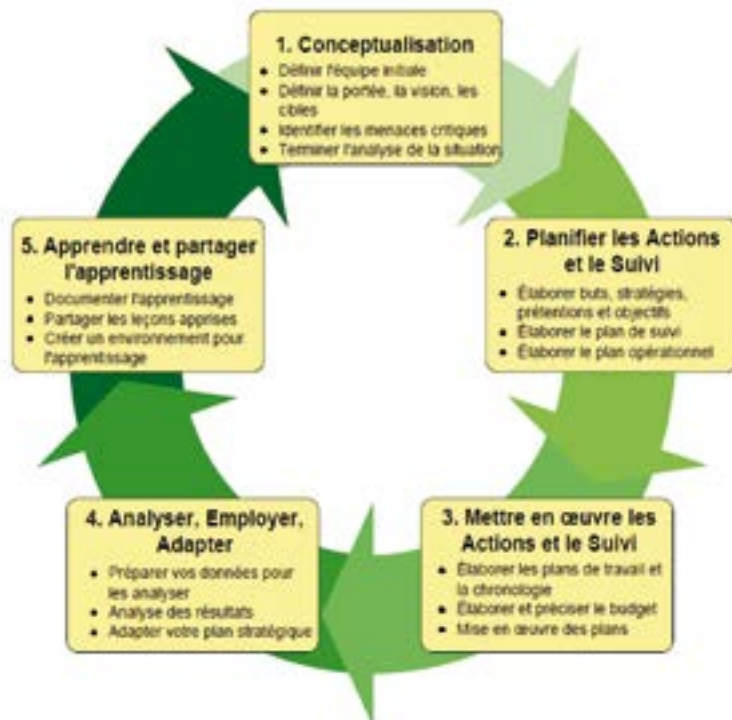 1. Conceptualisation
• Définir l'équipe initiale
• Définir la portée, la vision, les
cibles
• Identifier les menaces critiques
• Terminer l'analyse de la situation
2. Planifier les Actions
et le Suivi
• Élaborer buts, stratégies,
prétentions et objectifs
• Élaborer le plan de suivi
• Élaborer le plan opérationnel
3. Mettre en œuvre les
Actions et le Suivi
• Élaborer les plans de travail et
la chronologie
• Élaborer et préciser le budget
• Mise en œuvre des plans
4. Analyser, Employer,
Adapter
• Préparer vos données pour
les analyser
• Analyse des résultats
• Adapter votre plan stratégique
5. Apprendre et partager
l'apprentissage
• Documenter l'apprentissage
• Partager les leçons apprises
• Créer un environnement pour
l'apprentissage